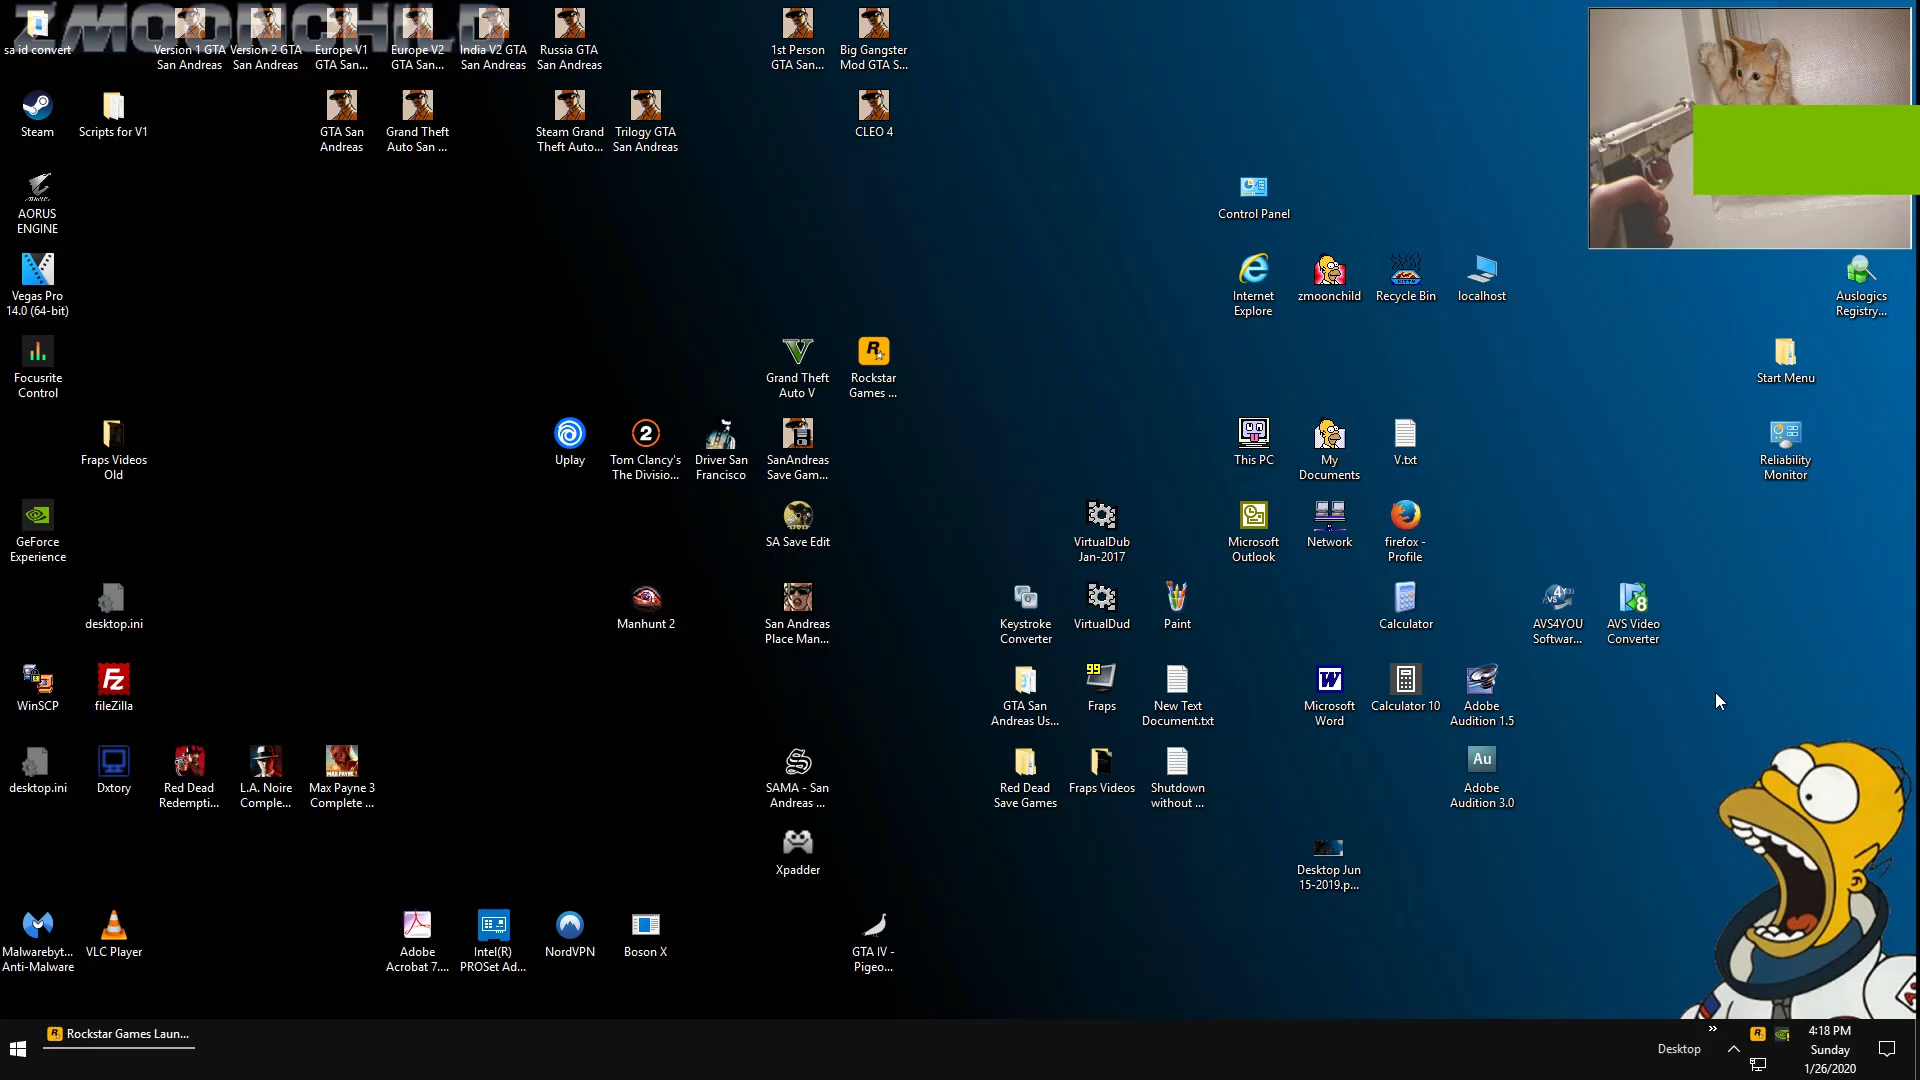 ZMOONCHILD
sa id convert
Version 1 GTA
San Andreas
Version 2 GTA
San Andreas
Europe V1
GTA San...
Europe V2
GTA San...
India V2 GTA
San Andreas
Russia GTA
San Andreas
1st Person
GTA San...
Big Gangster
Mod GTA S...
Steam
Scripts for V1
GTA San
Andreas
Grand Theft
Auto San ...
Steam Grand
Theft Auto...
Trilogy GTA
San Andreas
CLEO 4
AORUS
ENGINE
Control Panel
Vegas Pro
14.0 (64-bit)
Internet
Explore
zmoonchild
Recycle Bin
localhost
Auslogics
Registry...
Focusrite
Control
Grand Theft
Auto V
Rockstar
Games ...
Start Menu
Fraps Videos
Old
Uplay
Tom Clancy's
The Divisio...
Driver San
Francisco
SanAndreas
Save Gam...
This PC
My
Documents
V.txt
Reliability
Monitor
GeForce
Experience
SA Save Edit
VirtualDub
Jan-2017
Microsoft
Outlook
Network
firefox -
Profile
desktop.ini
Manhunt 2
San Andreas
Place Man...
Keystroke
Converter
VirtualDud
Paint
Calculator
AVS4YOU
Softwar...
AVS Video
Converter
WinSCP
fileZilla
GTA San
Andreas Us...
99
Fraps
New Text
Document.txt
Microsoft
Word
Calculator 10
Adobe
Audition 1.5
desktop.ini
Dxtory
Red Dead
Redempti...
L.A. Noire
Comple...
Max Payne 3
Complete ...
SAMA - San
Andreas ...
Red Dead
Save Games
Fraps Videos
Shutdown
without ...
Au
Adobe
Audition 3.0
Xpadder
Desktop Jun
15-2019.p...
Malwarebyt...
Anti-Malware
VLC Player
Adobe
Acrobat 7....
Intel(R)
PROSet Ad...
NordVPN
Boson X
GTA IV -
Pigeo...
Rockstar Games Laun...
Desktop
4:18 PM
Sunday
1/26/2020